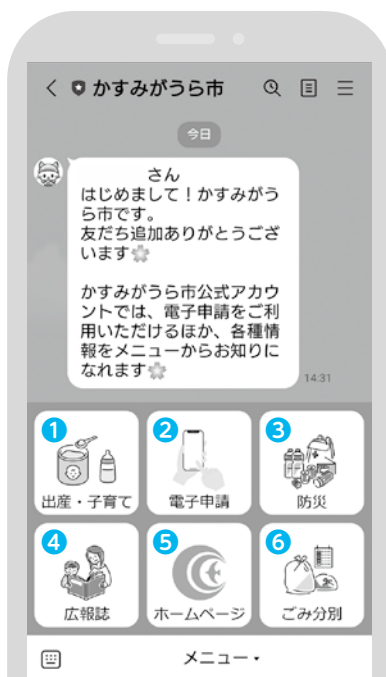 かすみがうら市
今日
さん
はじめまして！かすみがう
ら市です。
友だち追加ありがとうござ
います
かすみがうら市公式アカウ
ントでは、電子申請をご利
用いただけるほか、各種情
報をメニューからお知りに
なれます
14:31
1
出産・子育て
2
電子申請
3
防災
4
広報誌
5
ホームページ
6
ごみ分別
メニュー